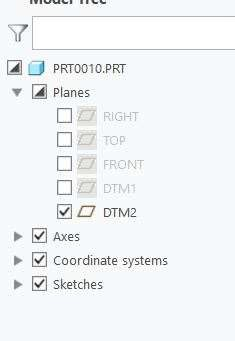 Model Tree
PRT0010.PRT
Planes
RIGHT
TOP
FRONT
DTM1
DTM2
Axes
Coordinate systems
Sketches